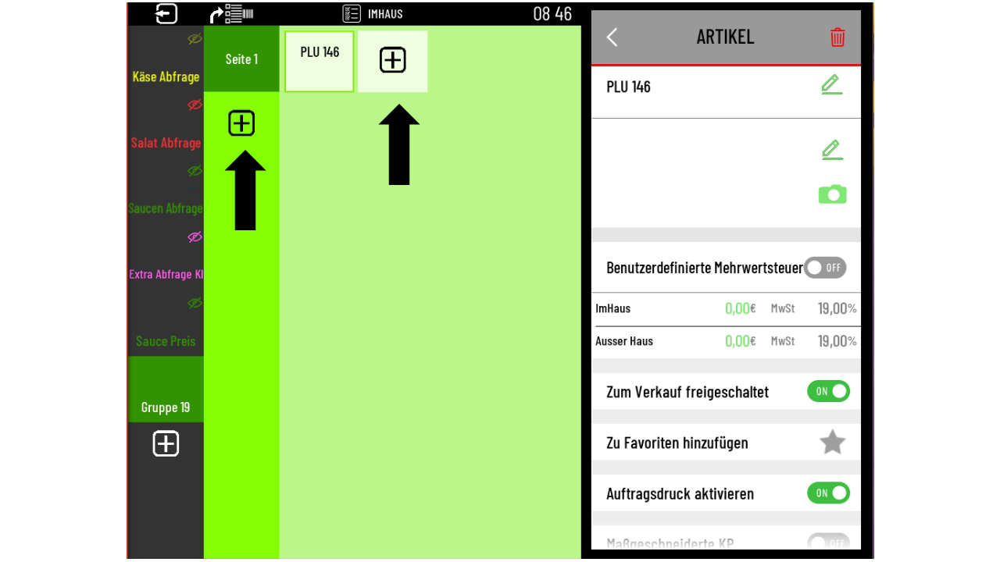 IMHAUS
08 46
Käse Abfrage
Salat Abfrage
Saucen Abfrage
Extra Abfrage Kl
Sauce Preis
Gruppe 19
Seite 1
PLU 146
ARTIKEL
PLU 146
Benutzerdefinierte Mehrwertsteuer OFF
ImHaus 0,00€ MwSt 19,00%
Ausser Haus 0,00€ MwSt 19,00%
Zum Verkauf freigeschaltet ON
Zu Favoriten hinzufügen
Auftragsdruck aktivieren ON
Maßgeschneiderte KP OFF